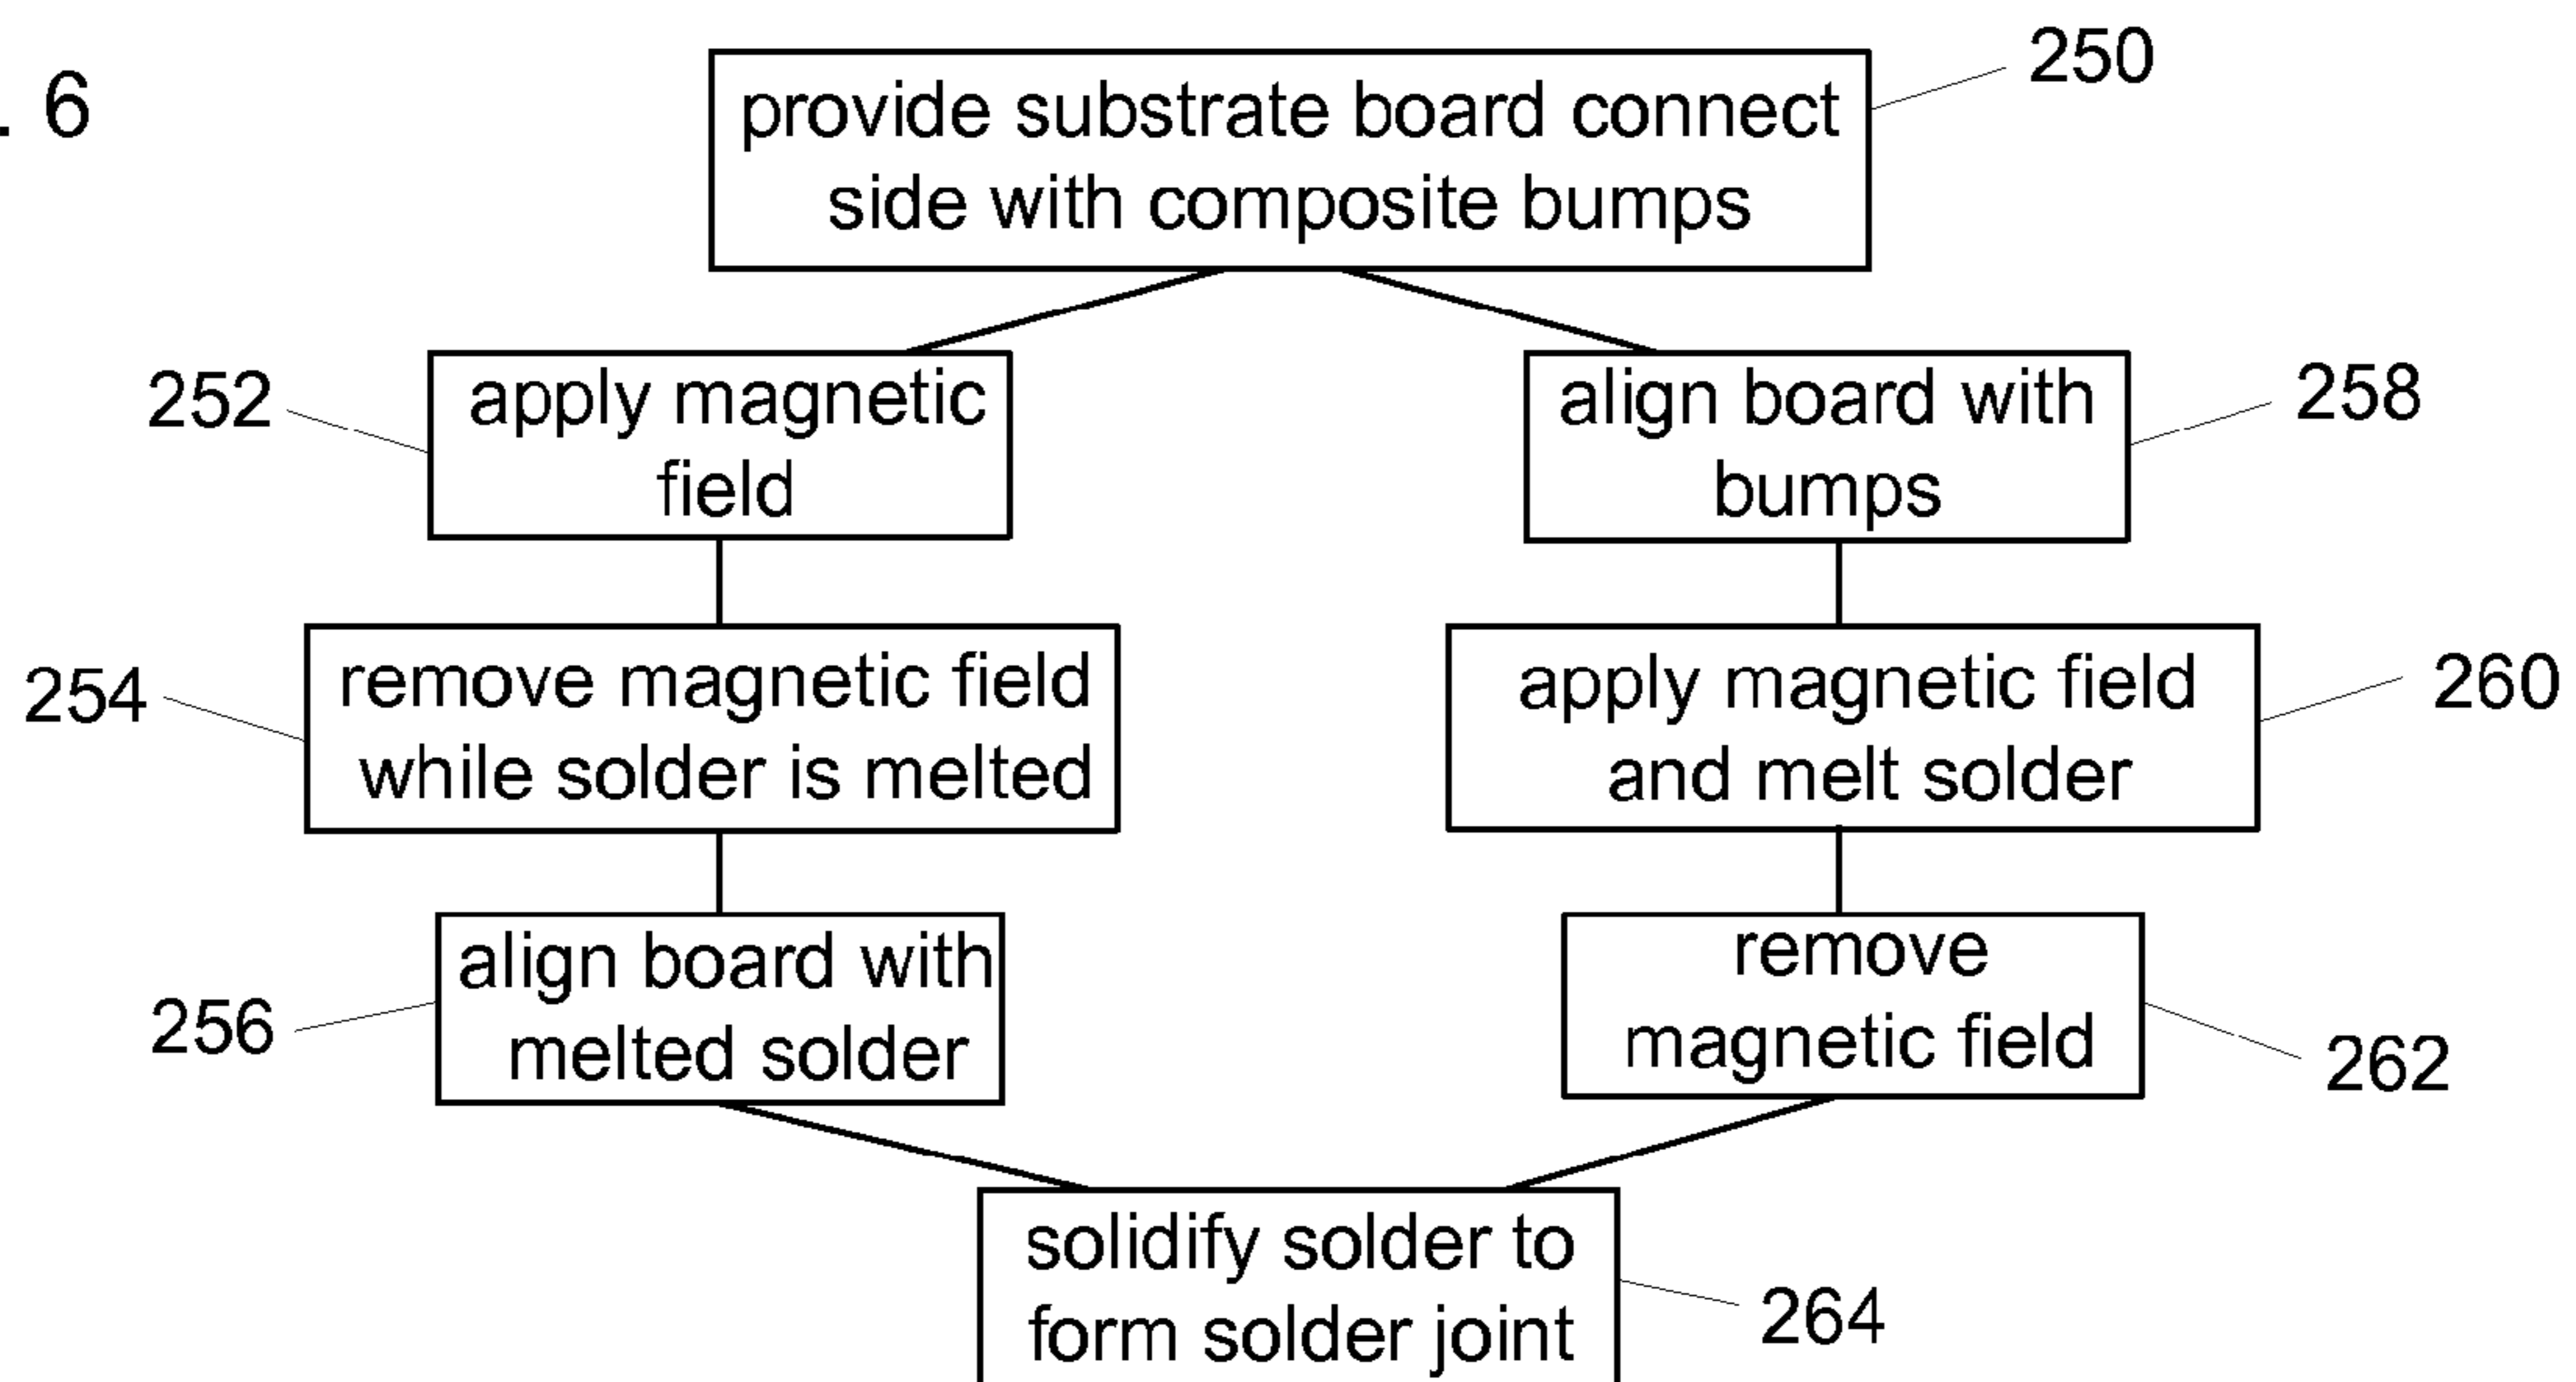 . 6
250
provide substrate board connect
side with composite bumps
252
apply magnetic
field
258
align board with
bumps
254
remove magnetic field
while solder is melted
260
apply magnetic field
and melt solder
256
align board with
melted solder
262
remove
magnetic field
solidify solder to
form solder joint
264